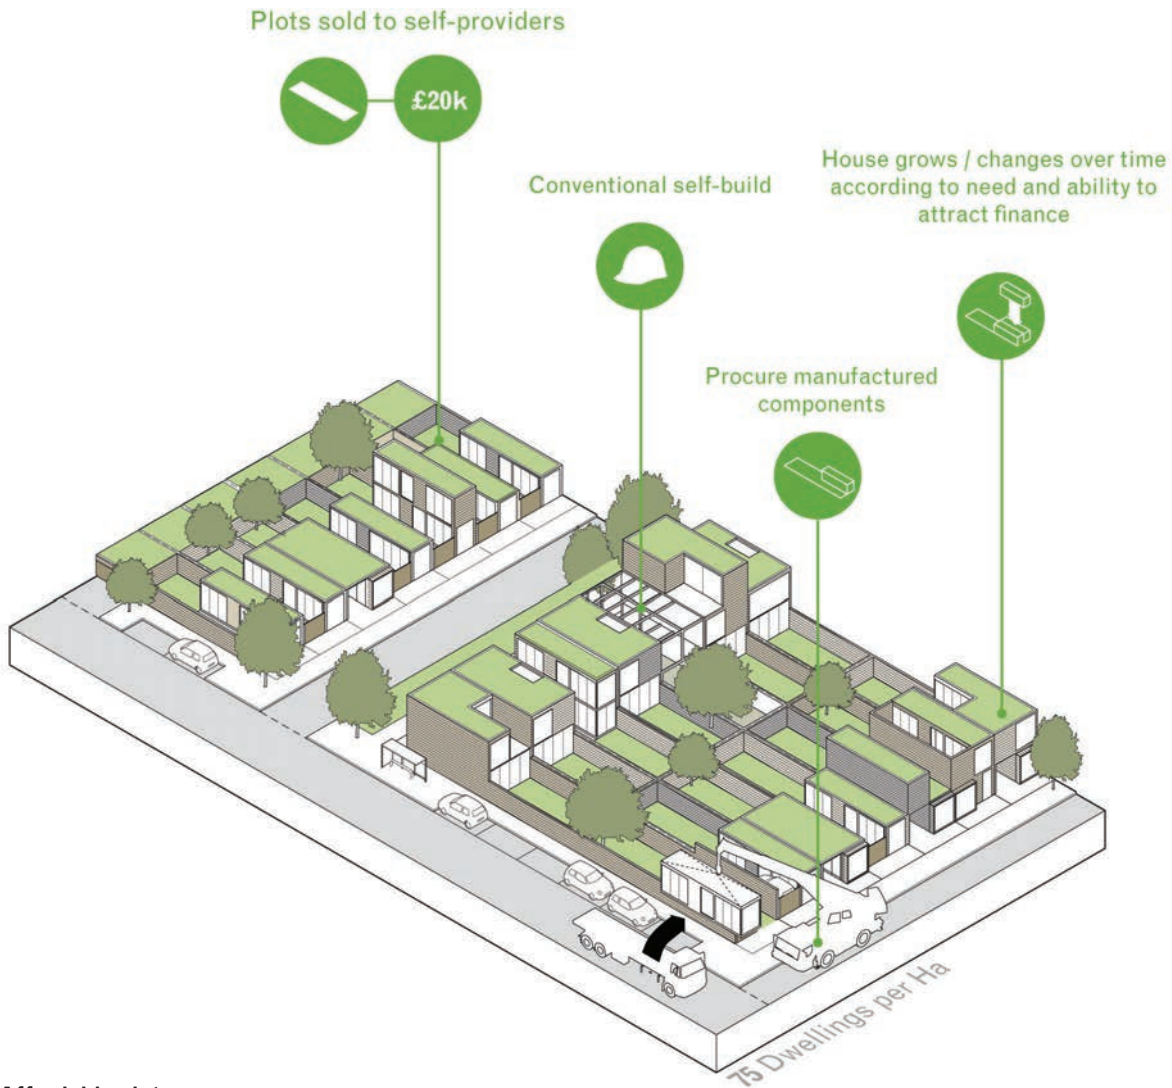 Plots sold to self-providers
£20k
Conventional self-build
House grows / changes over time
according to need and ability to
attract finance
Procure manufactured
components
75 Dwellings per Ha